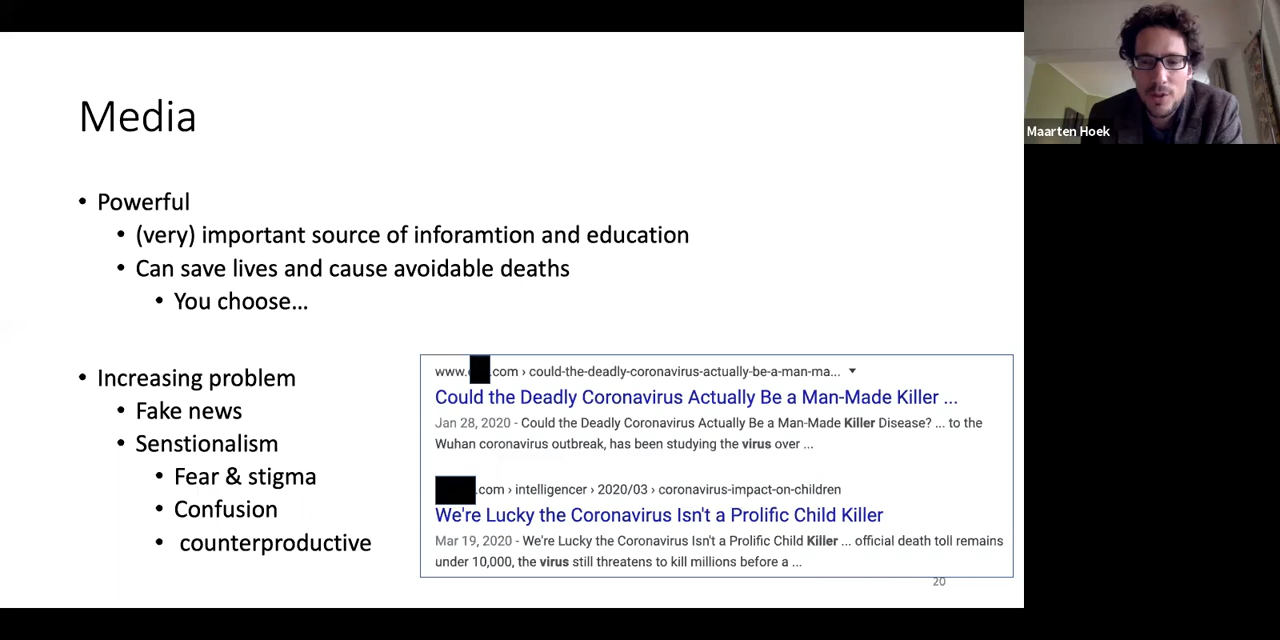 Media
• Powerful
• (very) important source of inforamtion and education
• Can save lives and cause avoidable deaths
• You choose...
• Increasing problem
• Fake news
• Senstionalism
• Fear & stigma
• Confusion
• counterproductive
www. .com › could-the-deadly-coronavirus-actually-be-a-man-ma...
Could the Deadly Coronavirus Actually Be a Man-Made Killer ...
Jan 28, 2020 - Could the Deadly Coronavirus Actually Be a Man-Made Killer Disease? ... to the
Wuhan coronavirus outbreak, has been studying the virus over ...
.com › intelligencer › 2020/03 › coronavirus-impact-on-children
We're Lucky the Coronavirus Isn't a Prolific Child Killer
Mar 19, 2020 - We're Lucky the Coronavirus Isn't a Prolific Child Killer ... official death toll remains
under 10,000, the virus still threatens to kill millions before a ...
20
Maarten Hoek